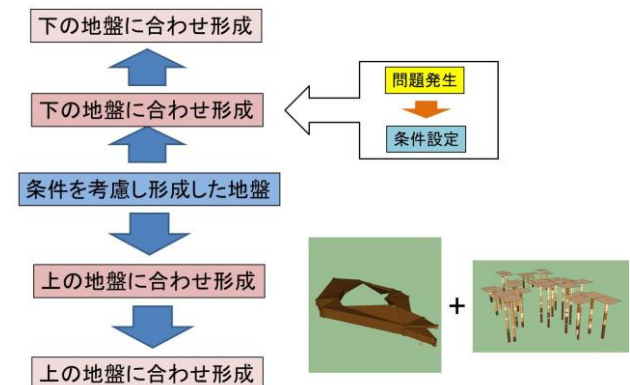 下の地盤に合わせ形成
下の地盤に合わせ形成
問題発生
条件設定
条件を考慮し形成した地盤
上の地盤に合わせ形成
+
上の地盤に合わせ形成